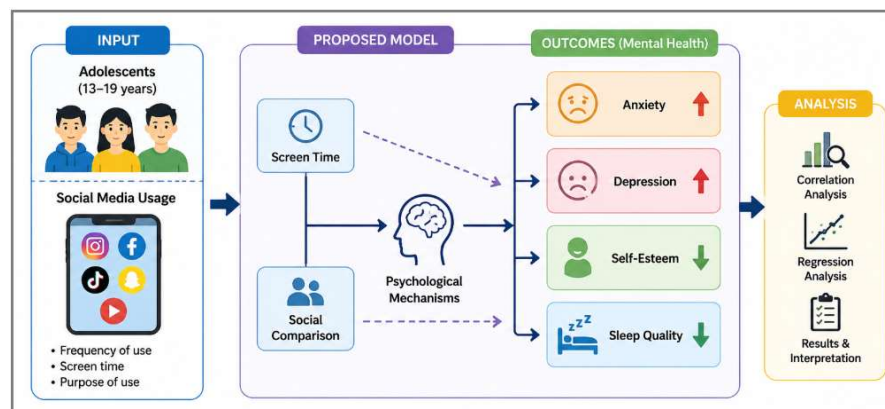 INPUT
Adolescents
(13–19 years)
Social Media Usage
• Frequency of use
• Screen time
• Purpose of use
PROPOSED MODEL
Screen Time
Social
Comparison
Psychological
Mechanisms
OUTCOMES (Mental Health)
Anxiety
Depression
Self-Esteem
zzz
Sleep Quality
ANALYSIS
Correlation
Analysis
Regression
Analysis
Results &
Interpretation